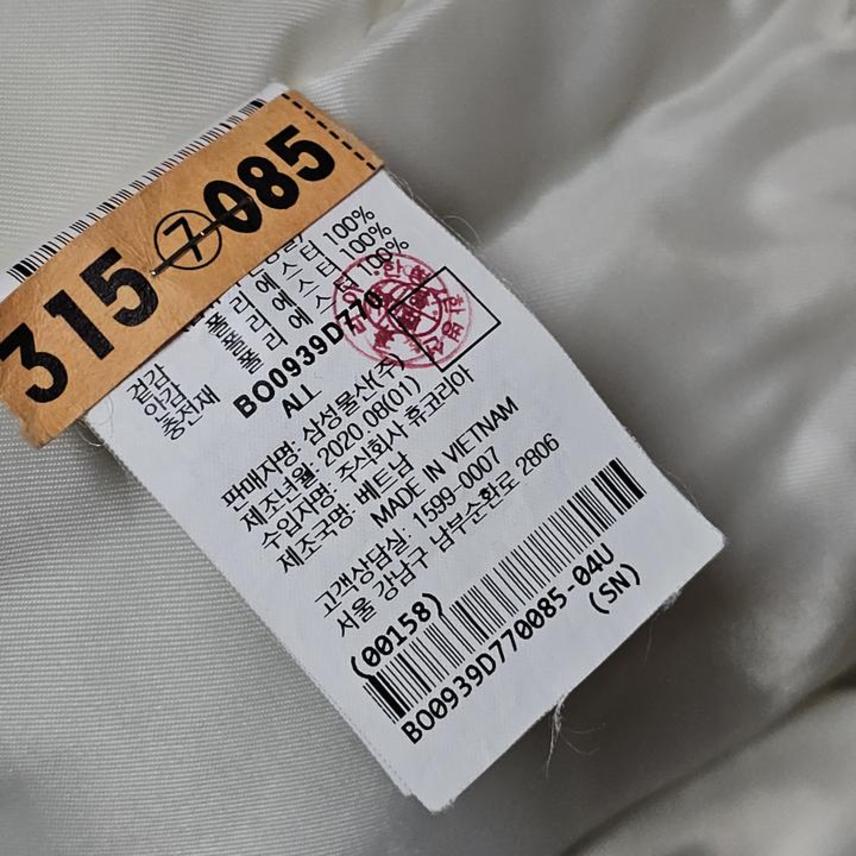 315 ⑦ 085
겉감 폴리에스터 100%
안감 폴리에스터 100%
충전재 폴리에스터 100%
BO0939D770
ALL
판매자명: 삼성물산(주)
제조년월: 2020 08(01)
수입자명: 주식회사 휴코리아
제조국명: 베트남
MADE IN VIETNAM
고객상담실: 1599-0007
서울 강남구 남부순환로 2806
(00158)
BO0939D770085-04U
(SN)